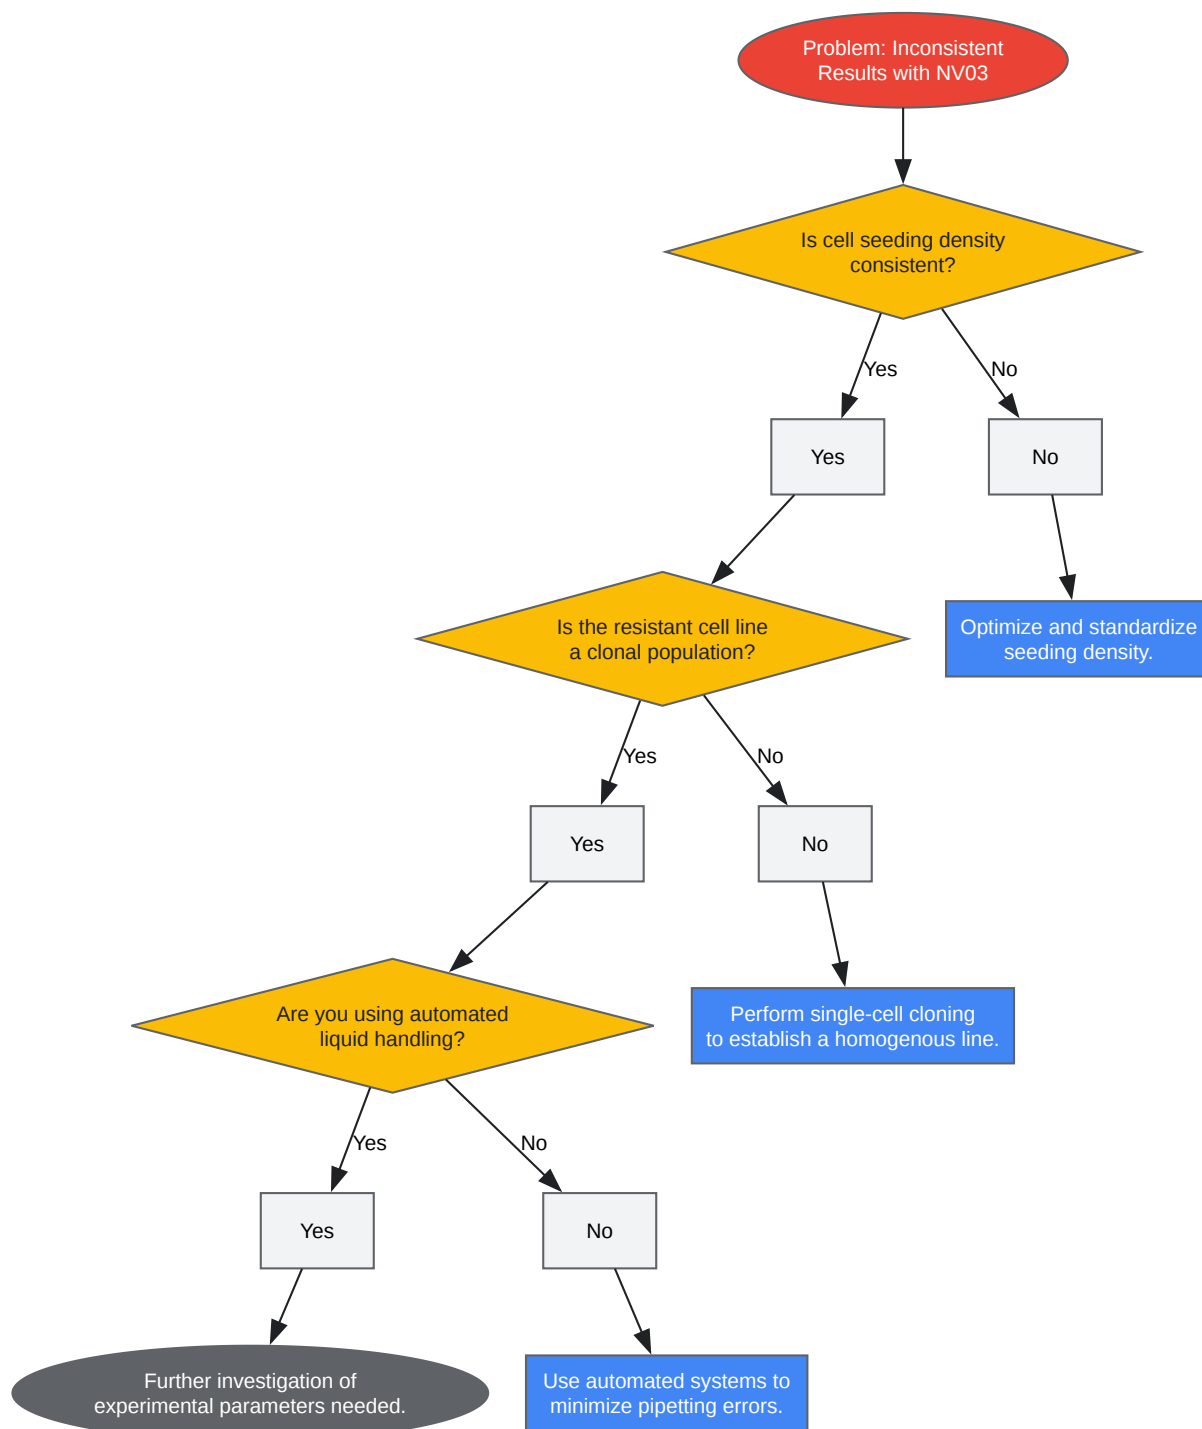 Problem: Inconsistent
Results with NV03
Is cell seeding density
consistent?
Yes
No
Yes
No
Is the resistant cell line
a clonal population?
Optimize and standardize
seeding density.
Yes
No
Yes
No
Are you using automated
liquid handling?
Perform single-cell cloning
to establish a homogenous line.
Yes
No
Yes
No
Further investigation of
experimental parameters needed.
Use automated systems to
minimize pipetting errors.